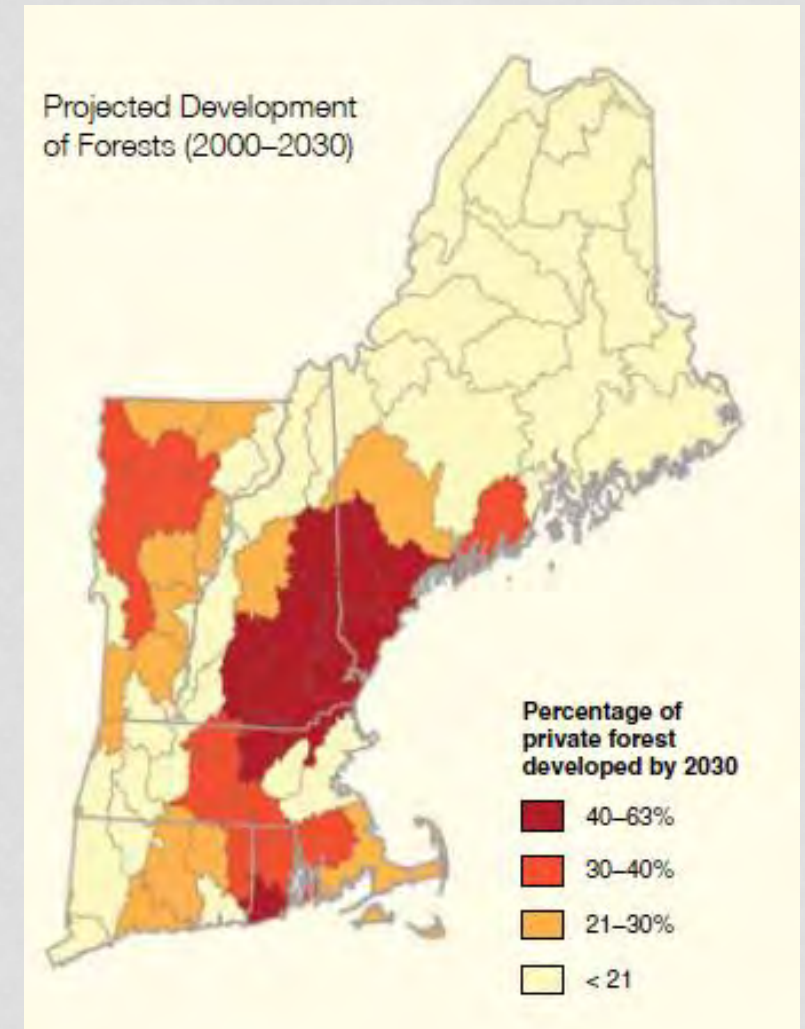 Projected Development
of Forests (2000–2030)
Percentage of
private forest
developed by 2030
40–63%
30–40%
21–30%
< 21